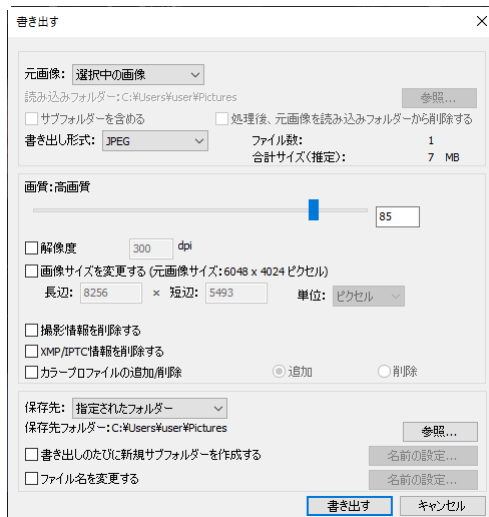 書き出す
元画像: 選択中の画像
読み込みフォルダー:C:¥Users¥user¥Pictures 参照...
サブフォルダーを含める 処理後、元画像を読み込みフォルダーから削除する
書き出し形式: JPEG ファイル数: 1
合計サイズ(推定): 7 MB
画質:高画質
85
解像度 300 dpi
画像サイズを変更する (元画像サイズ:6048 x 4024 ピクセル)
長辺: 8256 × 短辺: 5493 単位: ピクセル
撮影情報を削除する
XMP/IPTC情報を削除する
カラープロファイルの追加/削除 追加 削除
保存先: 指定されたフォルダー
保存先フォルダー:C:¥Users¥user¥Pictures 参照...
書き出しのたびに新規サブフォルダーを作成する 名前の設定...
ファイル名を変更する 名前の設定...
書き出す キャンセル